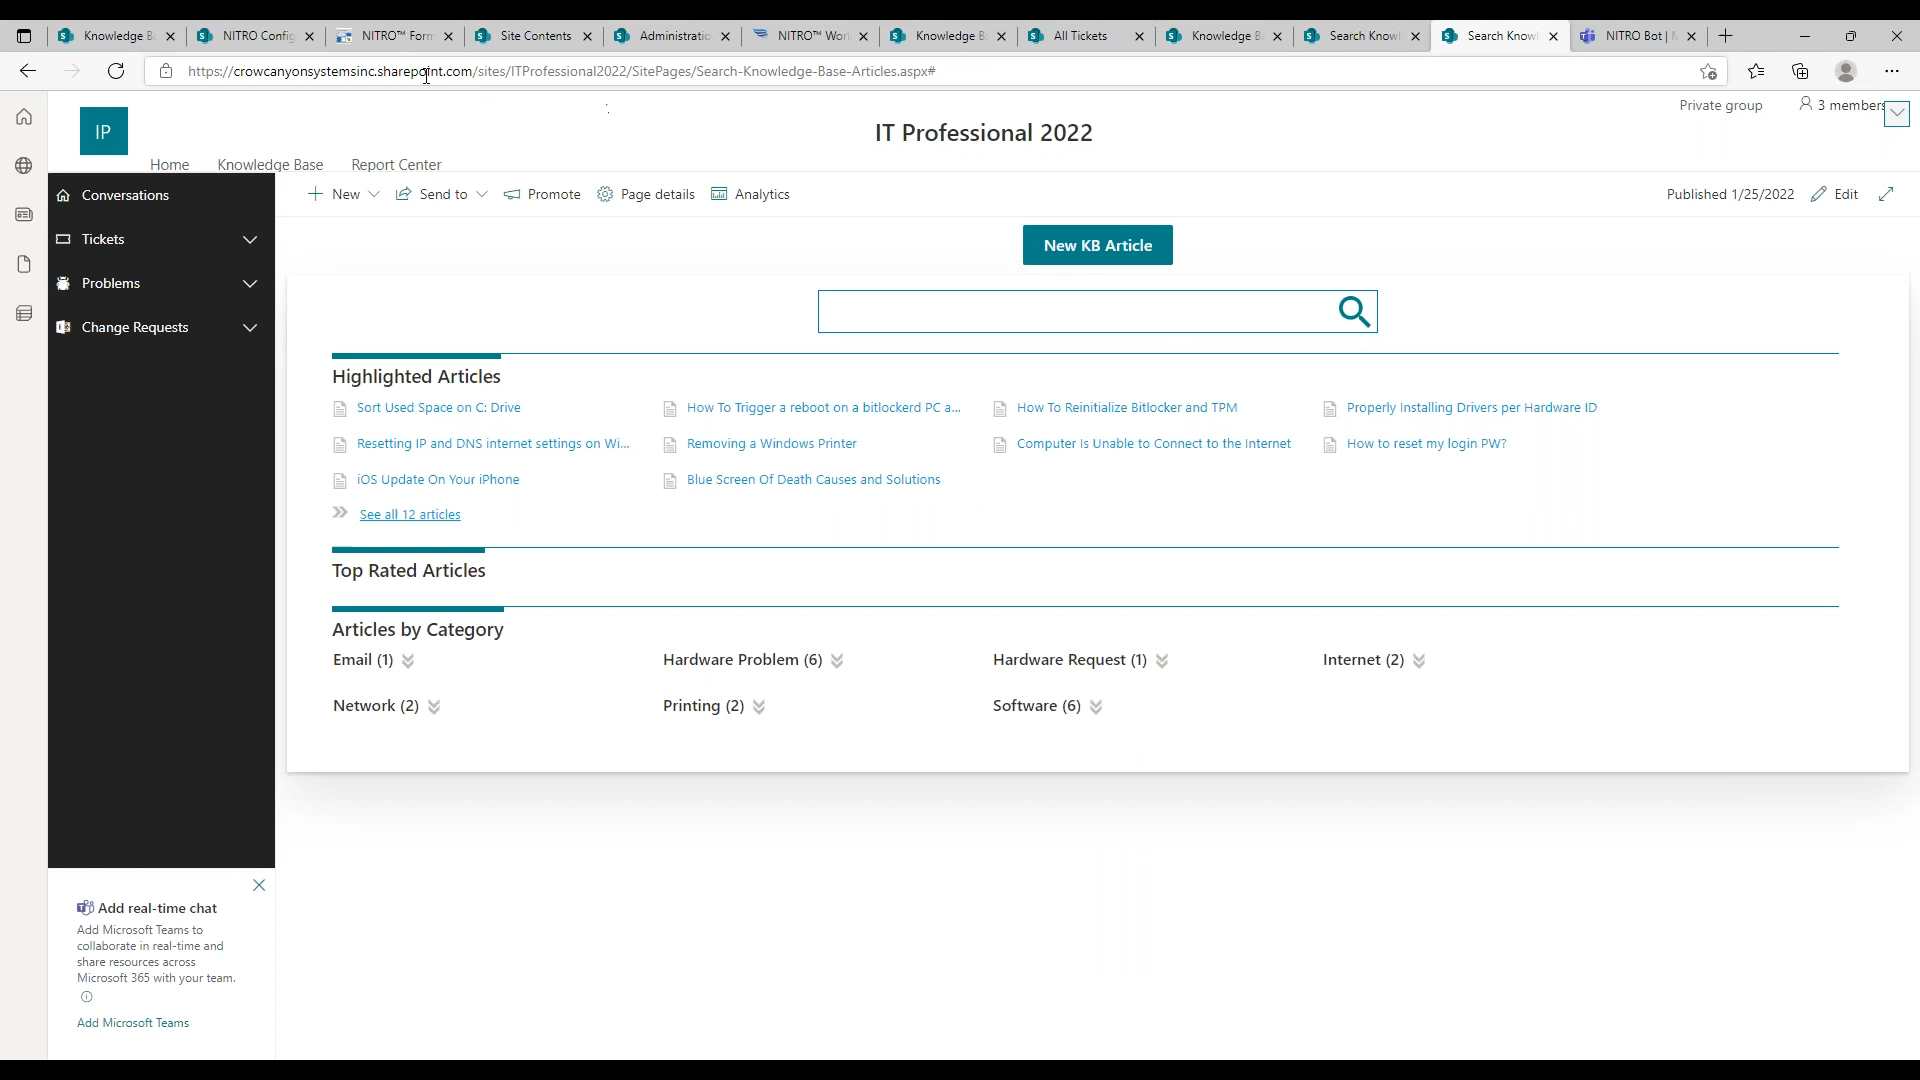 Knowledge B
NITRO Config
NITRO™ Form
Site Contents
Administratio
NITRO™ Wor
Knowledge B
All Tickets
Knowledge B
Search Know
Search Know
NITRO Bot |
https://crowcanyonsystemsinc.sharepoint.com/sites/ITProfessional2022/SitePages/Search-Knowledge-Base-Articles.aspx#
IP
IT Professional 2022
Private group
3 members
Home Knowledge Base Report Center
Conversations
Tickets
Problems
Change Requests
New Send to Promote Page details Analytics
Published 1/25/2022 Edit
New KB Article
Highlighted Articles
Sort Used Space on C: Drive
How To Trigger a reboot on a bitlockerd PC a...
How To Reinitialize Bitlocker and TPM
Properly Installing Drivers per Hardware ID
Resetting IP and DNS internet settings on Wi...
Removing a Windows Printer
Computer Is Unable to Connect to the Internet
How to reset my login PW?
iOS Update On Your iPhone
Blue Screen Of Death Causes and Solutions
See all 12 articles
Top Rated Articles
Articles by Category
Email (1)
Hardware Problem (6)
Hardware Request (1)
Internet (2)
Network (2)
Printing (2)
Software (6)
Add real-time chat
Add Microsoft Teams to
collaborate in real-time and
share resources across
Microsoft 365 with your team.
Add Microsoft Teams